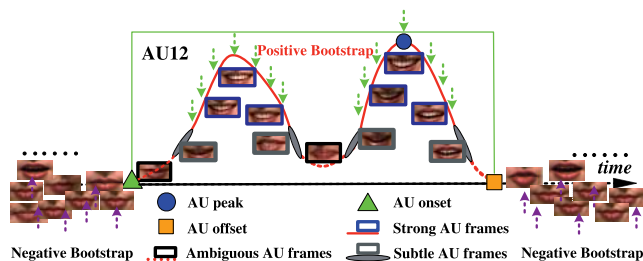 AU12
Positive Bootstrap
time
AU peak
AU onset
AU offset
Strong AU frames
Ambiguous AU frames
Subtle AU frames
Negative Bootstrap
Negative Bootstrap